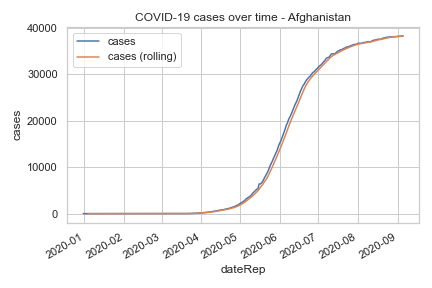 COVID-19 cases over time - Afghanistan
cases
cases (rolling)
40000
30000
20000
10000
0
cases
2020-01
2020-02
2020-03
2020-04
2020-05
2020-06
2020-07
2020-08
2020-09
dateRep